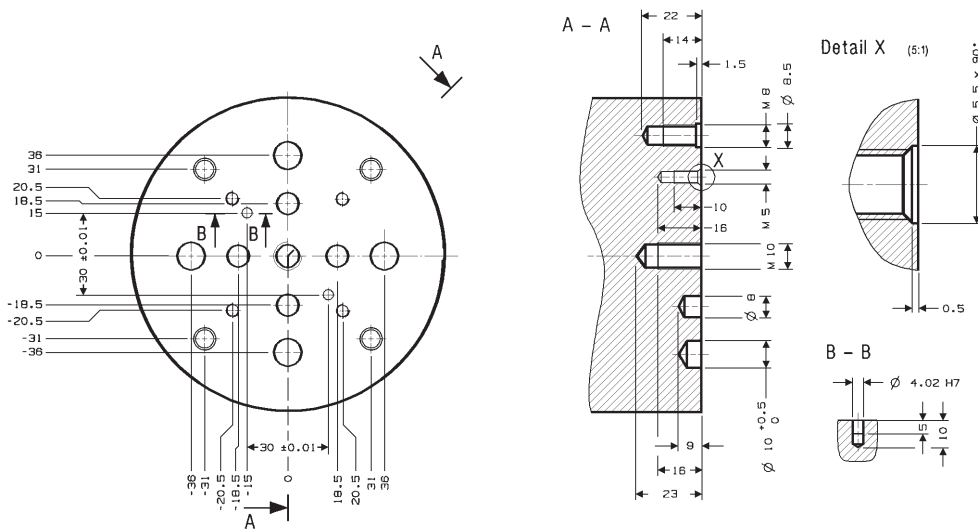 A
36
31
20.5
18.5
15
0
-18.5
-20.5
-31
-36
30 ±0.01
B
B
30 ±0.01
-36
-31
-20.5
-18.5
-15
0
18.5
20.5
31
36
A
A – A
22
14
1.5
M 8
Ø 8.5
X
10
16
M 5
M 10
Ø 8
Ø 10 +0.5 0
9
16
23
Detail X (5:1)
Ø 5.5 x 90°
0.5
B – B
Ø 4.02 H7
5
10